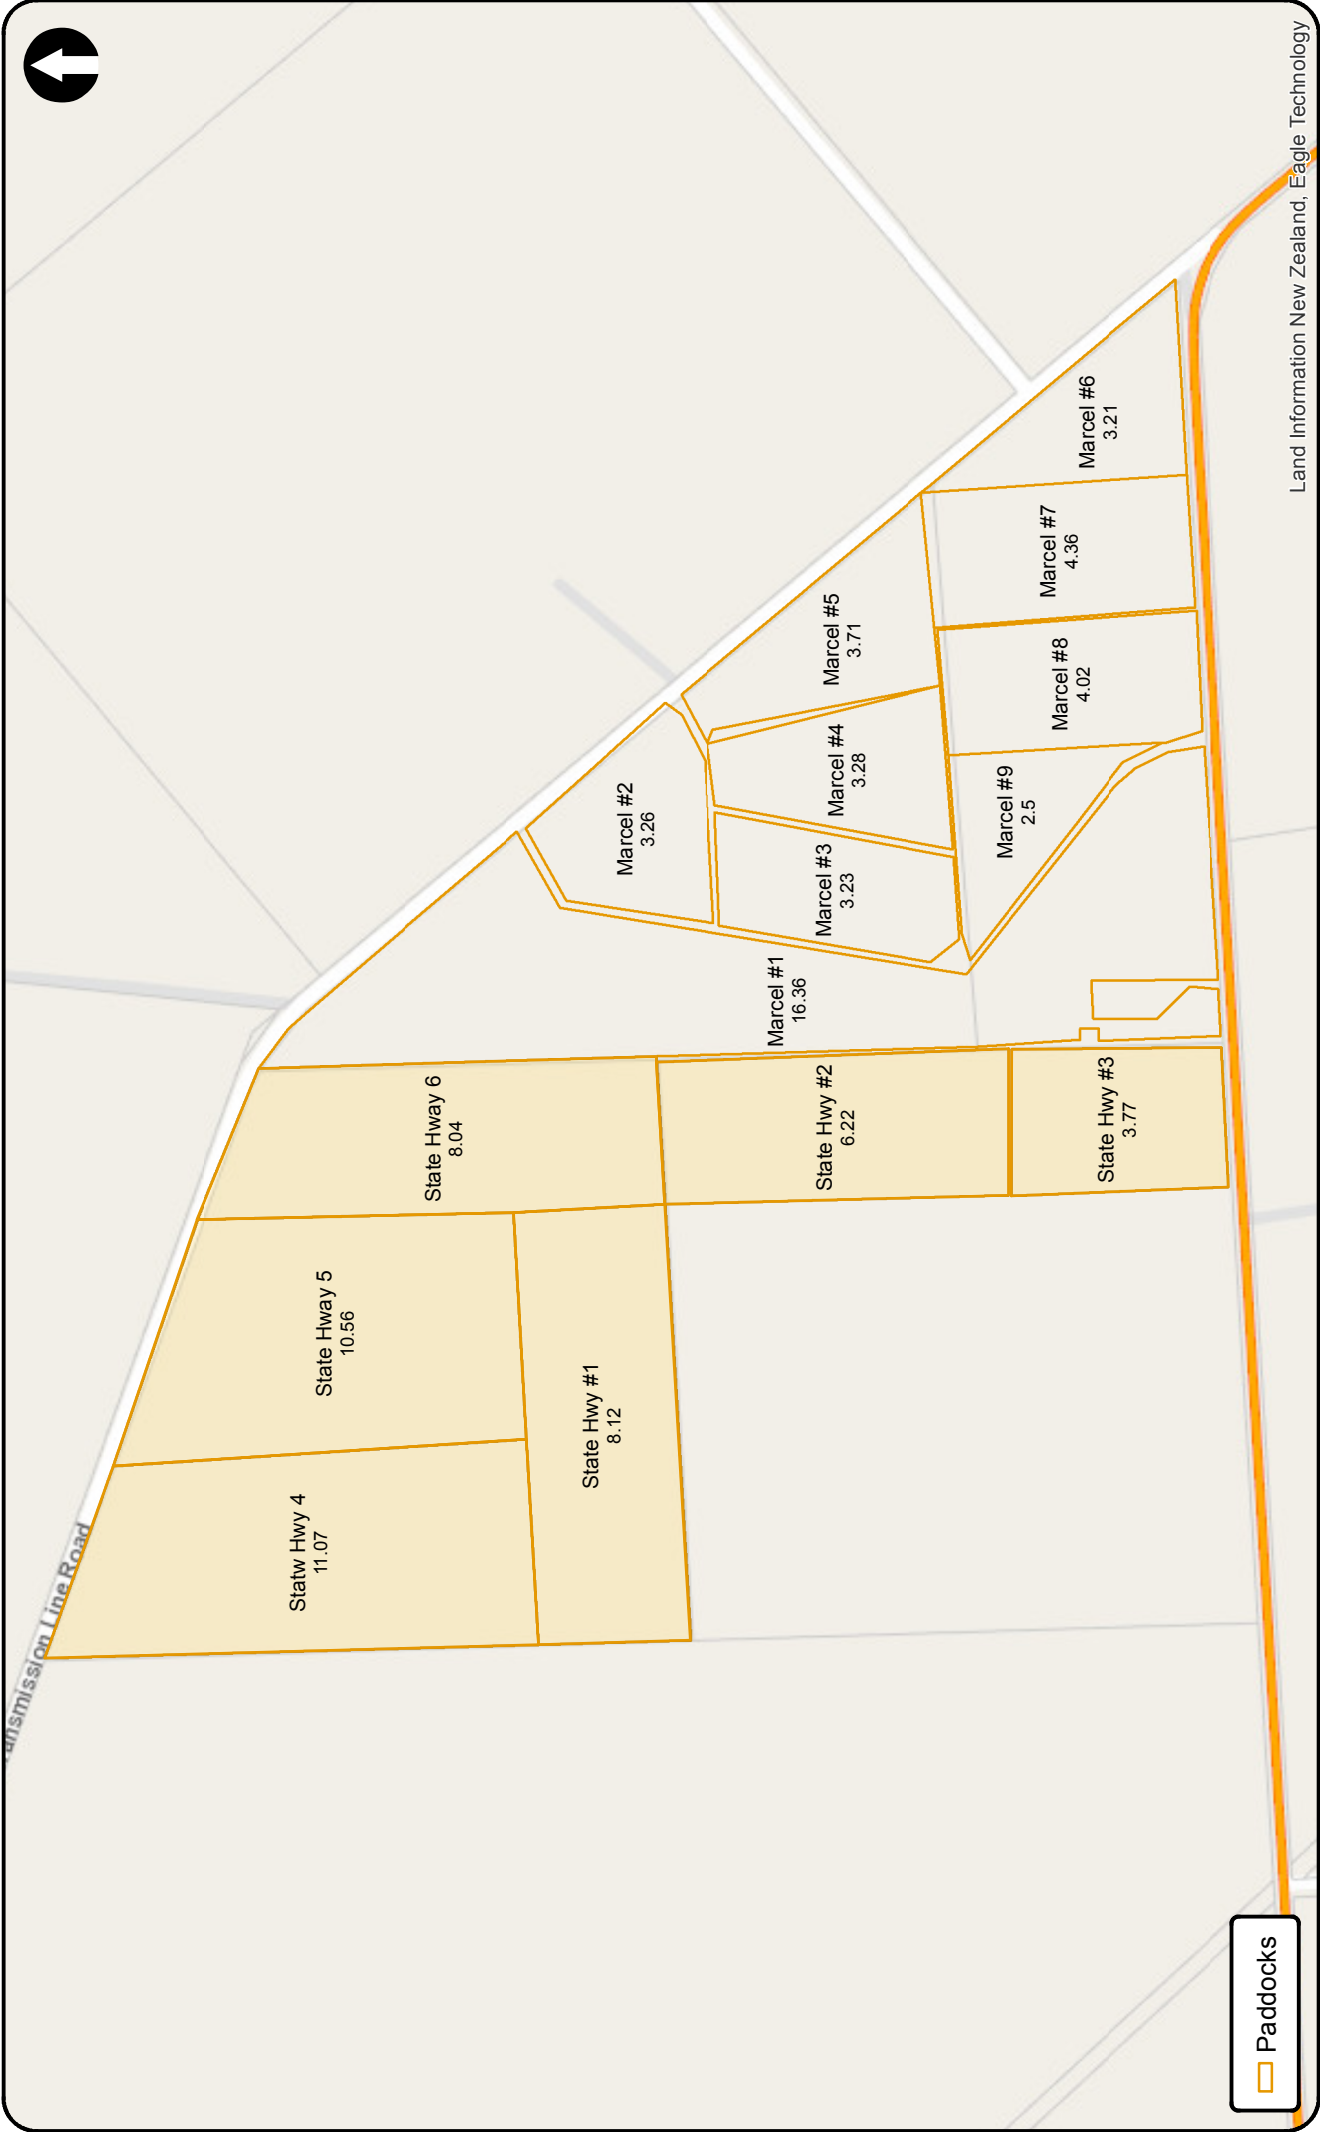 ansmission Line Road
Statw Hwy 4
11.07
State Hway 5
10.56
State Hwy #1
8.12
State Hway 6
8.04
State Hwy #2
6.22
State Hwy #3
3.77
Marcel #1
16.36
Marcel #2
3.26
Marcel #3
3.23
Marcel #4
3.28
Marcel #5
3.71
Marcel #9
2.5
Marcel #8
4.02
Marcel #7
4.36
Marcel #6
3.21
Paddocks
Land Information New Zealand, Eagle Technology